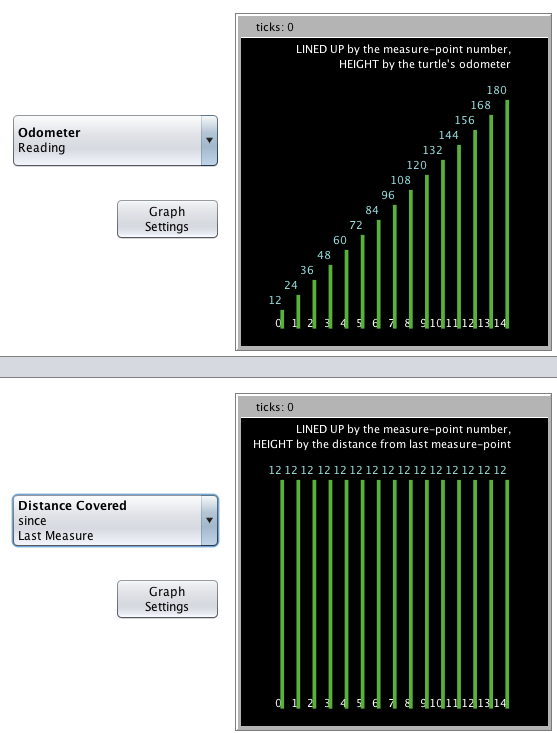 ticks: 0
LINED UP by the measure-point number,
HEIGHT by the turtle's odometer
Odometer
Reading
Graph
Settings
180
168
156
144
132
120
108
96
84
72
60
48
36
24
12
0 1 2 3 4 5 6 7 8 9 10 11 12 13 14
ticks: 0
LINED UP by the measure-point number,
HEIGHT by the distance from last measure-point
12 12 12 12 12 12 12 12 12 12 12 12 12 12 12
Distance Covered
since
Last Measure
Graph
Settings
0 1 2 3 4 5 6 7 8 9 10 11 12 13 14